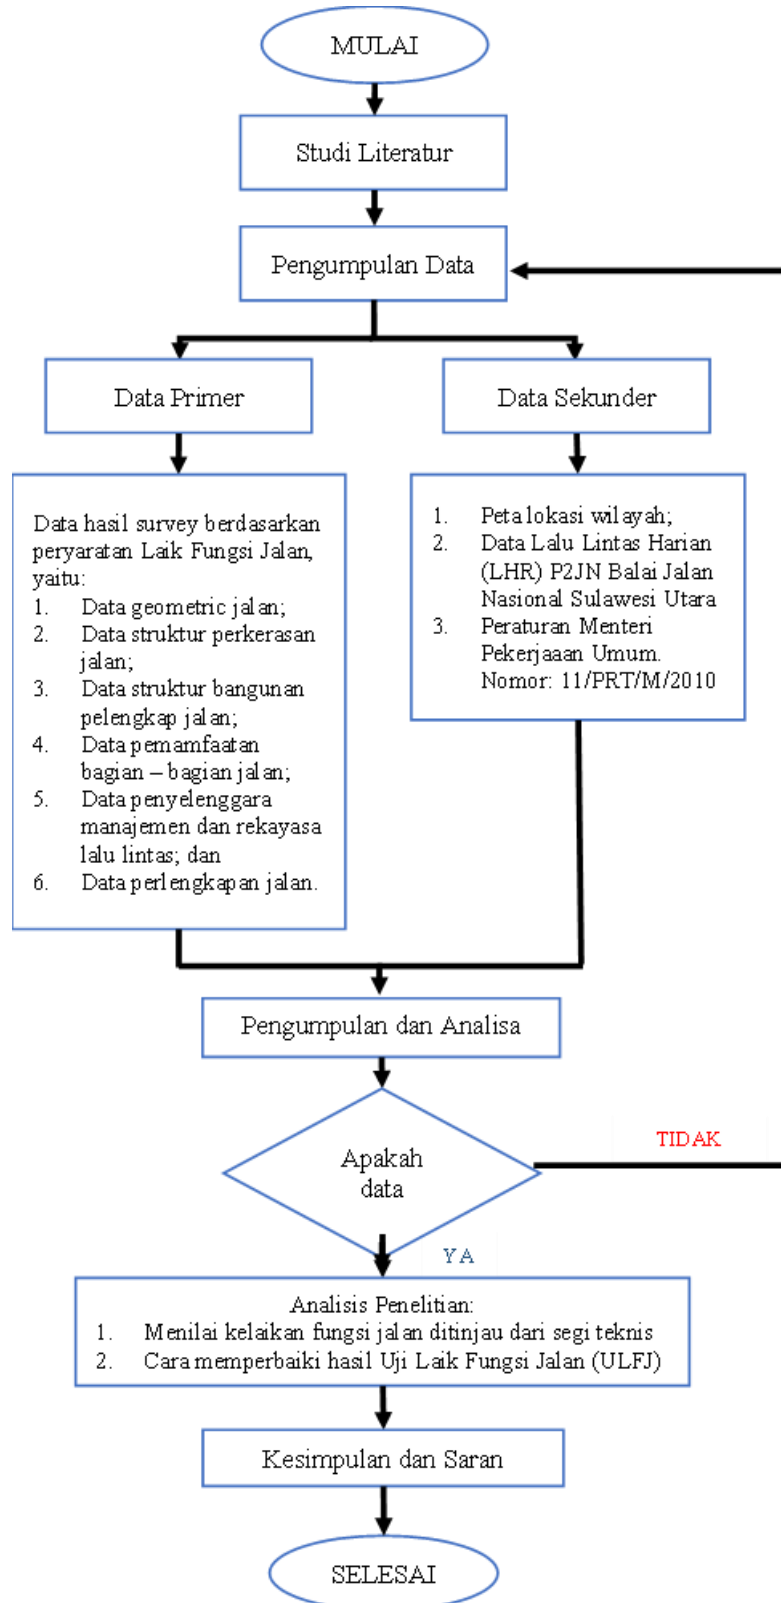 MULAI
Studi Literatur
Pengumpulan Data
Data Primer
Data Sekunder
Data hasil survey berdasarkan
peryaratan Laik Fungsi Jalan,
yaitu:
1. Data geometric jalan;
2. Data struktur perkerasan
jalan;
3. Data struktur bangunan
pelengkap jalan;
4. Data pemamfaatan
bagian – bagian jalan;
5. Data penyelenggara
manajemen dan rekayasa
lalu lintas; dan
6. Data perlengkapan jalan.
1. Peta lokasi wilayah;
2. Data Lalu Lintas Harian
(LHR) P2JN Balai Jalan
Nasional Sulawesi Utara
3. Peraturan Menteri
Pekerjaaan Umum.
Nomor: 11/PRT/M/2010
Pengumpulan dan Analisa
Apakah
data
TIDAK
YA
Analisis Penelitian:
1. Menilai kelaikan fungsi jalan ditinjau dari segi teknis
2. Cara memperbaiki hasil Uji Laik Fungsi Jalan (ULFJ)
Kesimpulan dan Saran
SELESAI